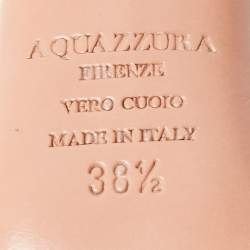 AQUAZZURA
FIRENZE
VERO CUOIO
MADE IN ITALY
38½